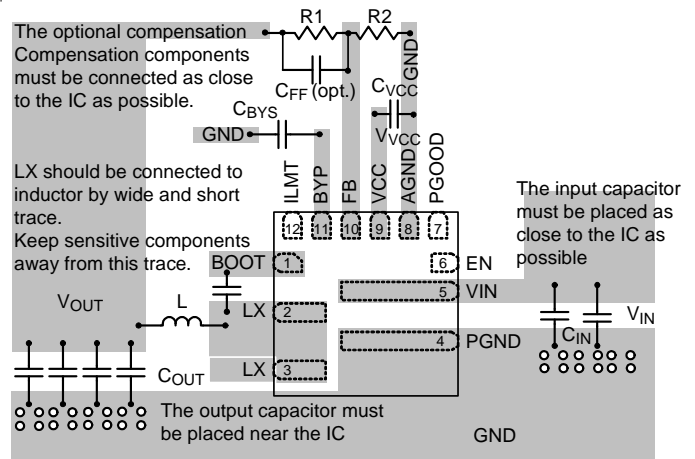 R1 R2
The optional compensation
Compensation components
must be connected as close
to the IC as possible.
CFF (opt.)
CVCC
GND
CBYS
GND
VVCC
LX should be connected to
inductor by wide and short
trace.
Keep sensitive components
away from this trace.
ILMT BYP FB VCC AGND PGOOD
12 11 10 9 8 7
The input capacitor
must be placed as
close to the IC as
possible
BOOT 1 6 EN
5 VIN
VOUT L LX 2
CIN VIN
4 PGND
COUT LX 3
The output capacitor must
be placed near the IC
GND